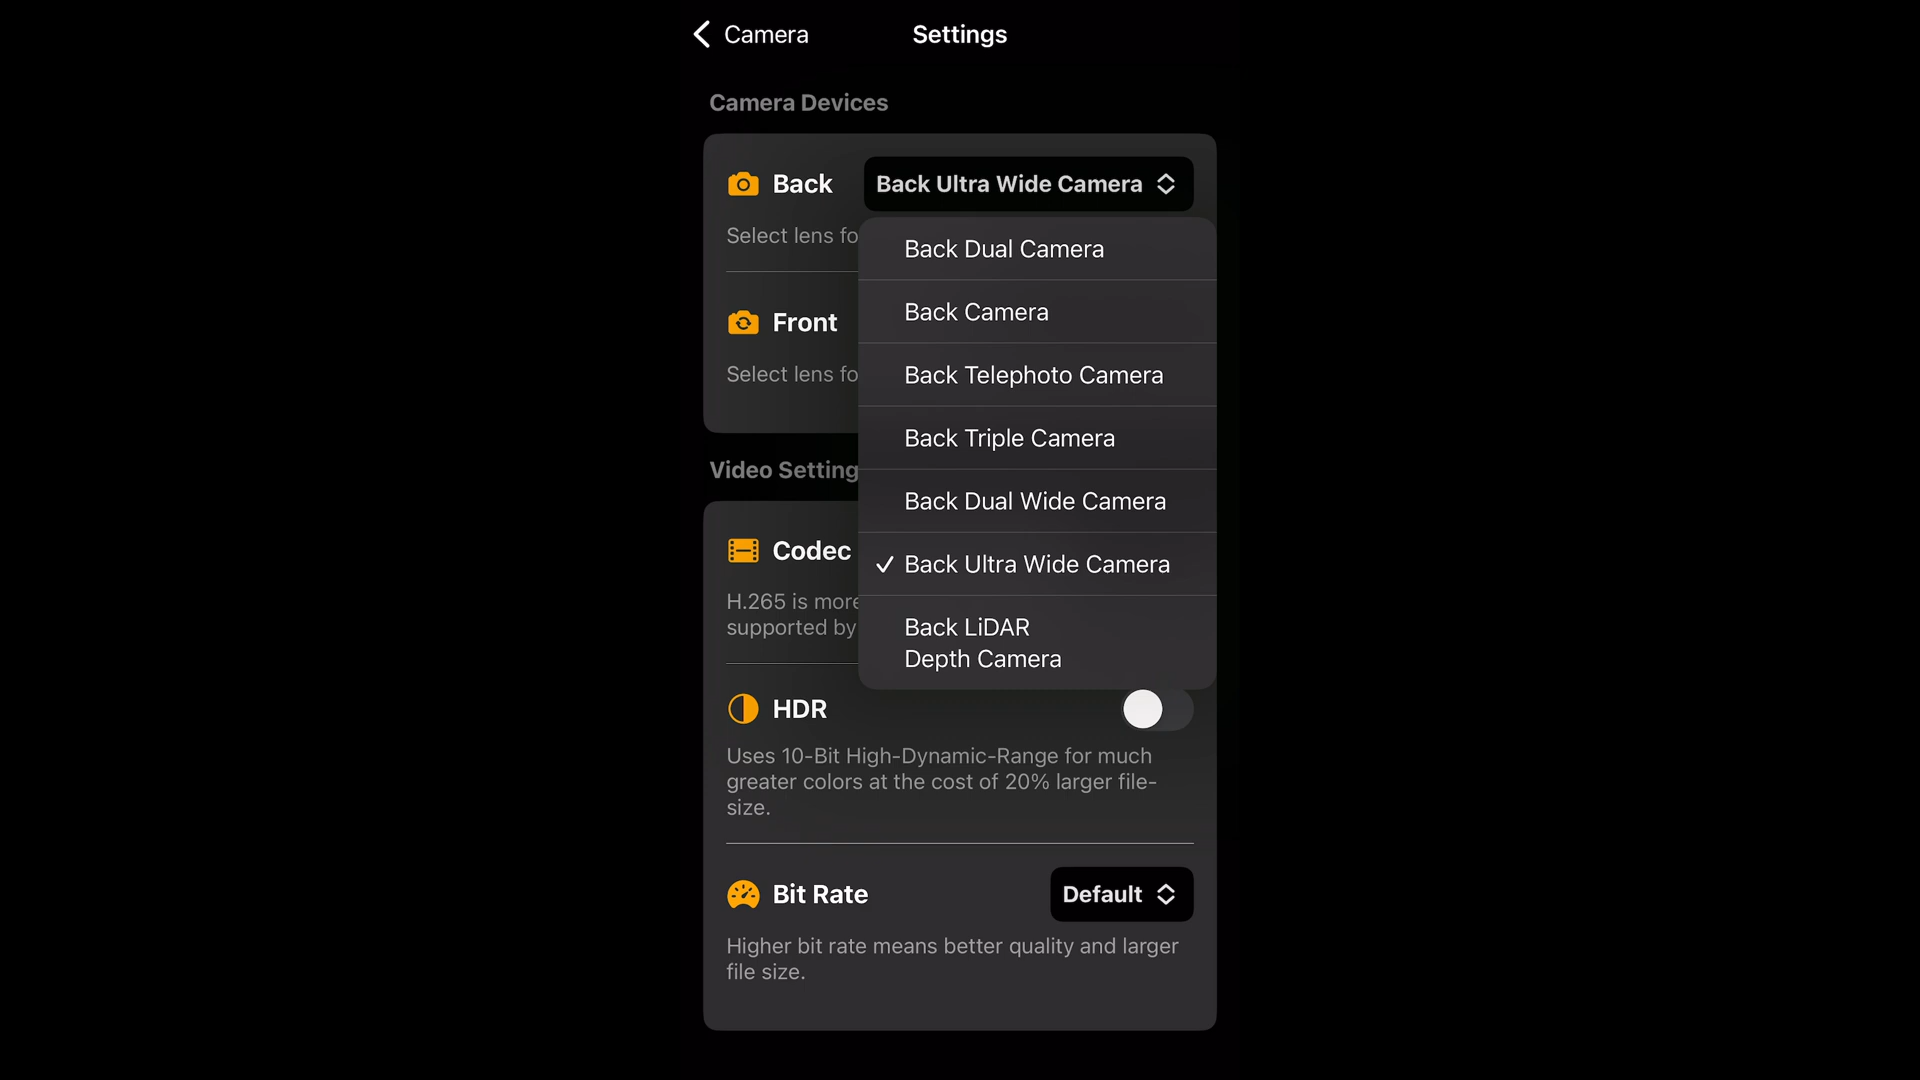 Camera
Settings
Camera Devices
Back
Back Ultra Wide Camera
Select lens fo
Back Dual Camera
Back Camera
Back Telephoto Camera
Back Triple Camera
Back Dual Wide Camera
Back Ultra Wide Camera
Back LiDAR
Depth Camera
Front
Select lens fo
Video Setting
Codec
H.265 is more
supported by
HDR
Uses 10-Bit High-Dynamic-Range for much
greater colors at the cost of 20% larger file-
size.
Bit Rate
Default
Higher bit rate means better quality and larger
file size.